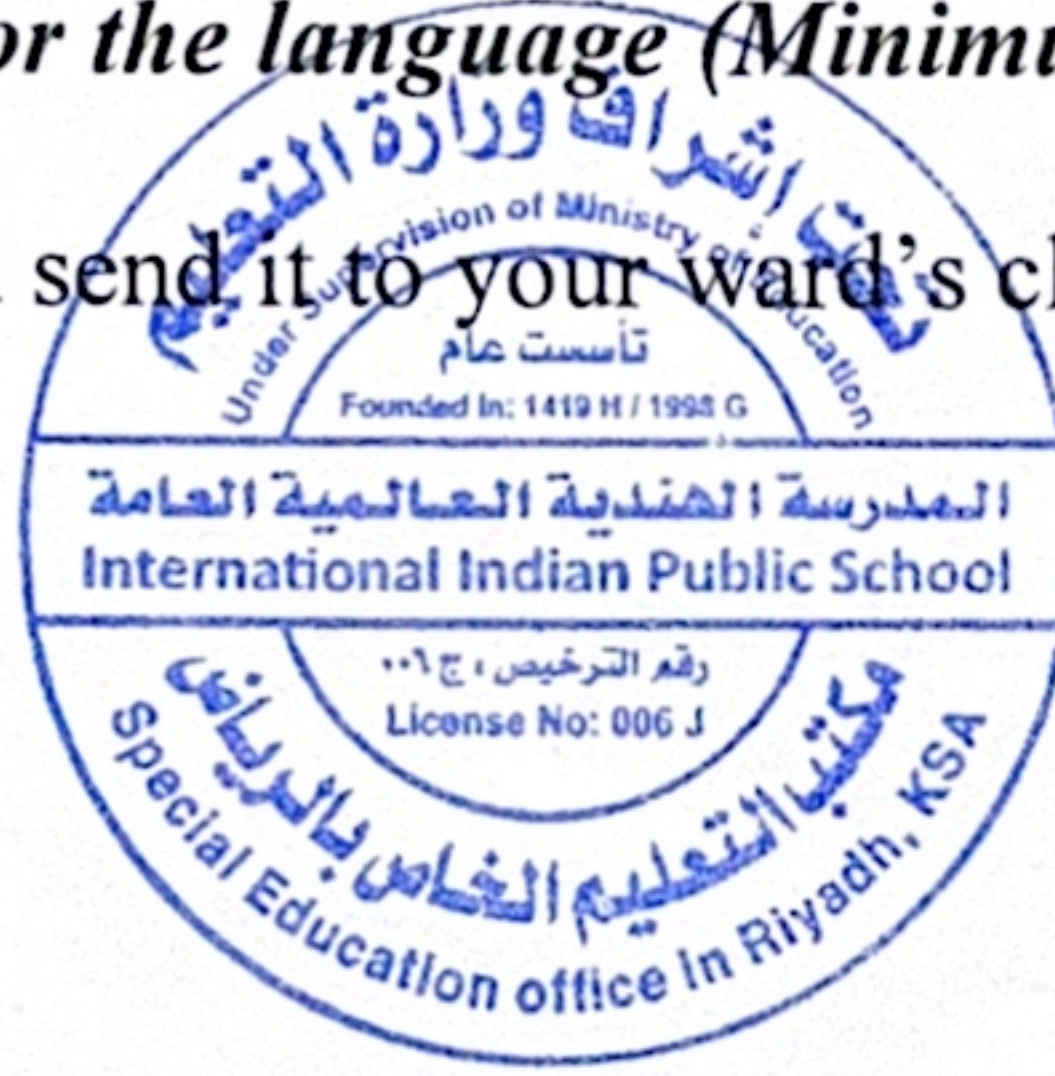 or the language (Minimu
تحت إشراف وزارة التعليم
Under Supervision of Ministry of Education
send it to your ward's cl
تأسست عام
Founded In: 1419 H / 1998 G
المدرسة الهندية العالمية العامة
International Indian Public School
رقم الترخيص ، ج ٠٠٦
License No: 006 J
مكتب التعليم الخاص بالرياض
Special Education office in Riyadh, KSA